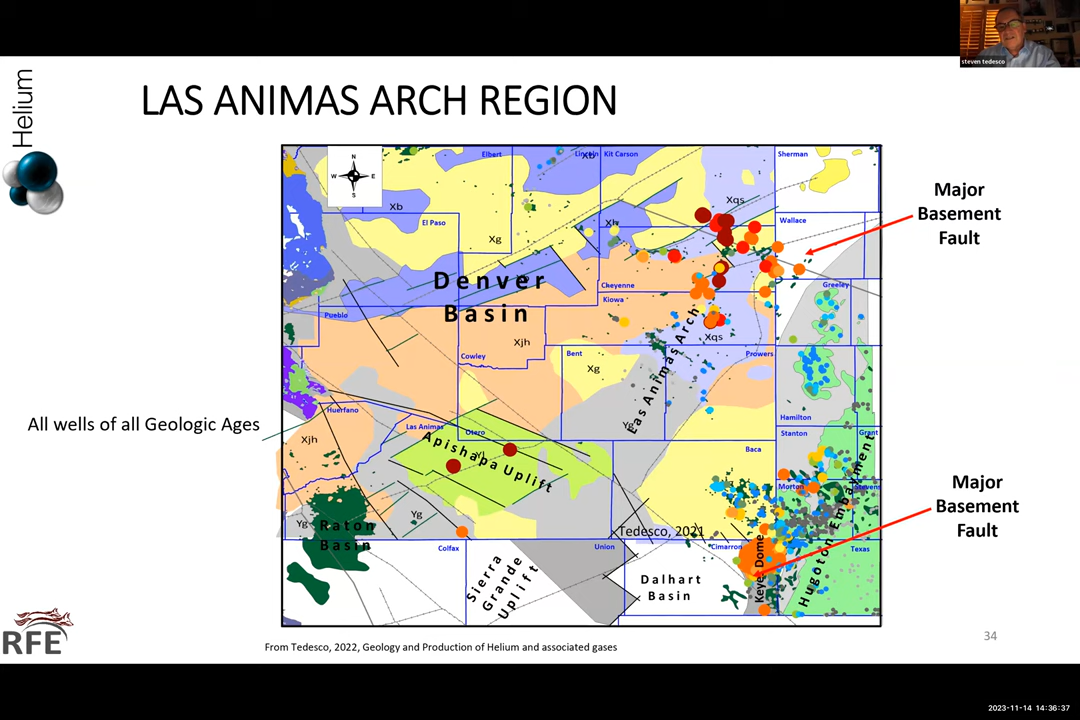 steven tedesco
Helium
LAS ANIMAS ARCH REGION
N
W
E
S
Elbert
Lincoln
Xb
Kit Carson
Sherman
Xqs
Xb
El Paso
Xg
Wallace
Major
Basement
Fault
Denver
Basin
Ckeyenne
Kiowa
Greeley
Pueblo
Xjh
Cowley
Bent
Xg
Xqs
Prowers
Las Animas Arch
Yg
Huerfano
All wells of all Geologic Ages
Las Animas
Otero
Hamilton
Stanton
Grant
Xjh
Apishapa Uplift
Baca
Morton
Stevens
Major
Basement
Fault
Yg
Yg
Raton
Basin
Tedesco, 2021
Colfax
Union
Cimarron
Texas
Sierra
Grande
Uplift
Dalhart
Basin
Keyes Dome
Hugoton Embayment
RFE
From Tedesco, 2022, Geology and Production of Helium and associated gases
34
2023-11-14 14:36:37